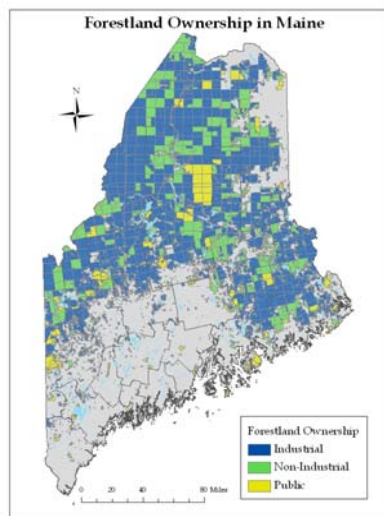 Forestland Ownership in Maine
N
Forestland Ownership
Industrial
Non-Industrial
Public
0 20 40 80 Miles